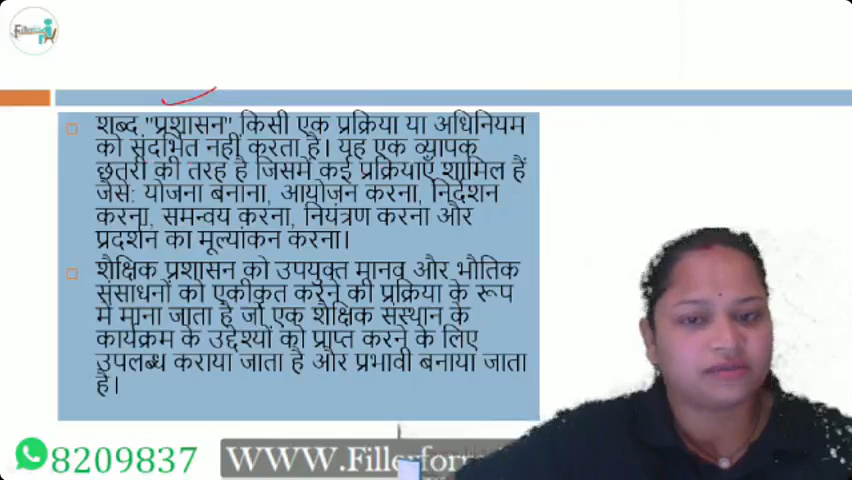 Filler
शब्द "प्रशासन" किसी एक प्रक्रिया या अधिनियम
को संदर्भित नहीं करता है। यह एक व्यापक
छतरी की तरह है जिसमें कई प्रक्रियाएँ शामिल हैं
जैसे: योजना बनाना, आयोजन करना, निर्देशन
करना, समन्वय करना, नियंत्रण करना और
प्रदर्शन का मूल्यांकन करना।
शैक्षिक प्रशासन को उपयुक्त मानव और भौतिक
संसाधनों को एकीकृत करने की प्रक्रिया के रूप
में माना जाता है जो एक शैक्षिक संस्थान के
कार्यक्रम के उद्देश्यों को प्राप्त करने के लिए
उपलब्ध कराया जाता है और प्रभावी बनाया जाता
है।
8209837
WWW.Fillerfor